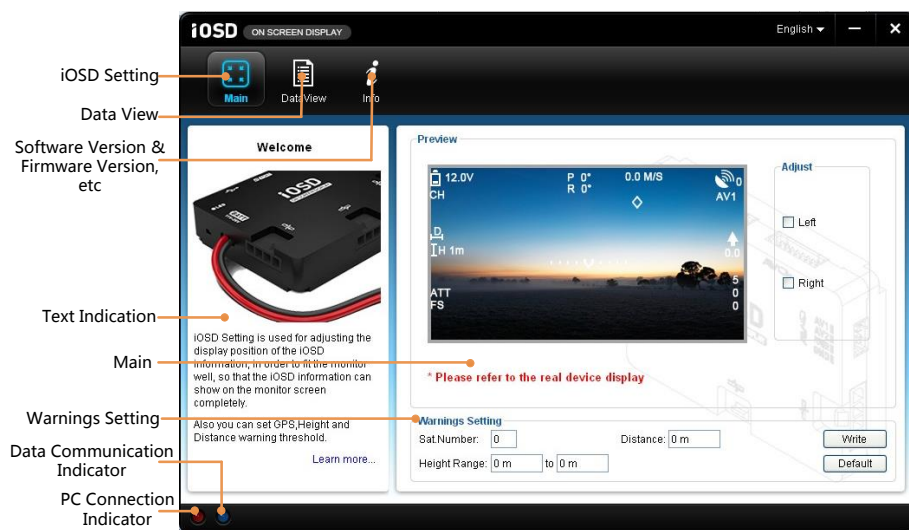 iOSD ON SCREEN DISPLAY
English
iOSD Setting
Main
DataView
Info
Data View
Software Version &
Firmware Version,
etc
Welcome
iOSD
Text Indication
iOSD Setting is used for adjusting the
display position of the iOSD
information, in order to fit the monitor
well, so that the iOSD information can
show on the monitor screen
completely.
Also you can set GPS,Height and
Distance warning threshold.
Learn more...
Main
Warnings Setting
Data Communication
Indicator
PC Connection
Indicator
Preview
12.0V
P 0°
0.0 M/S
0
CH
R 0°
AV1
D
H 1m
0.0
5
ATT
0
FS
0
Adjust
Left
Right
* Please refer to the real device display
Warnings Setting
Sat.Number: 0
Distance: 0 m
Write
Height Range: 0 m to 0 m
Default